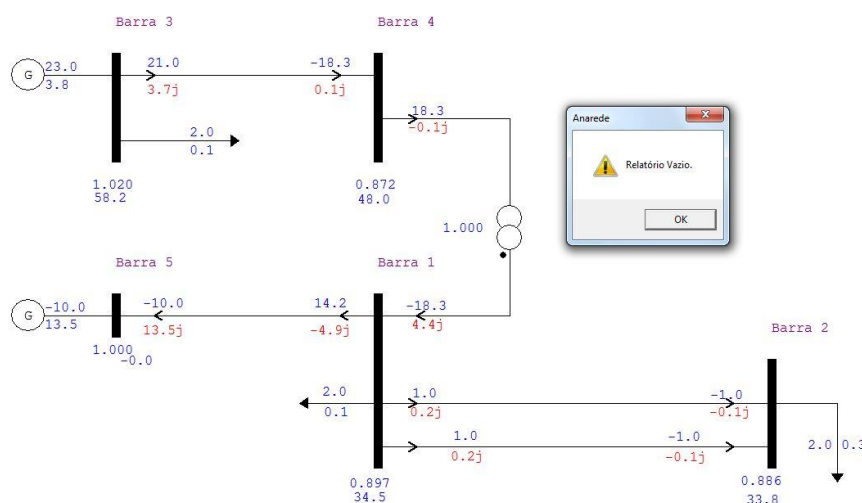 Barra 3
Barra 4
G
23.0
3.8
21.0
3.7j
-18.3
0.1j
18.3
-0.1j
2.0
0.1
1.020
58.2
0.872
48.0
Anarede
Relatório Vazio.
OK
1.000
Barra 5
Barra 1
G
-10.0
13.5
-10.0
13.5j
14.2
-4.9j
-18.3
4.4j
1.000
-0.0
Barra 2
2.0
0.1
1.0
0.2j
-1.0
-0.1j
1.0
0.2j
-1.0
-0.1j
2.0 0.3
0.897
34.5
0.886
33.8